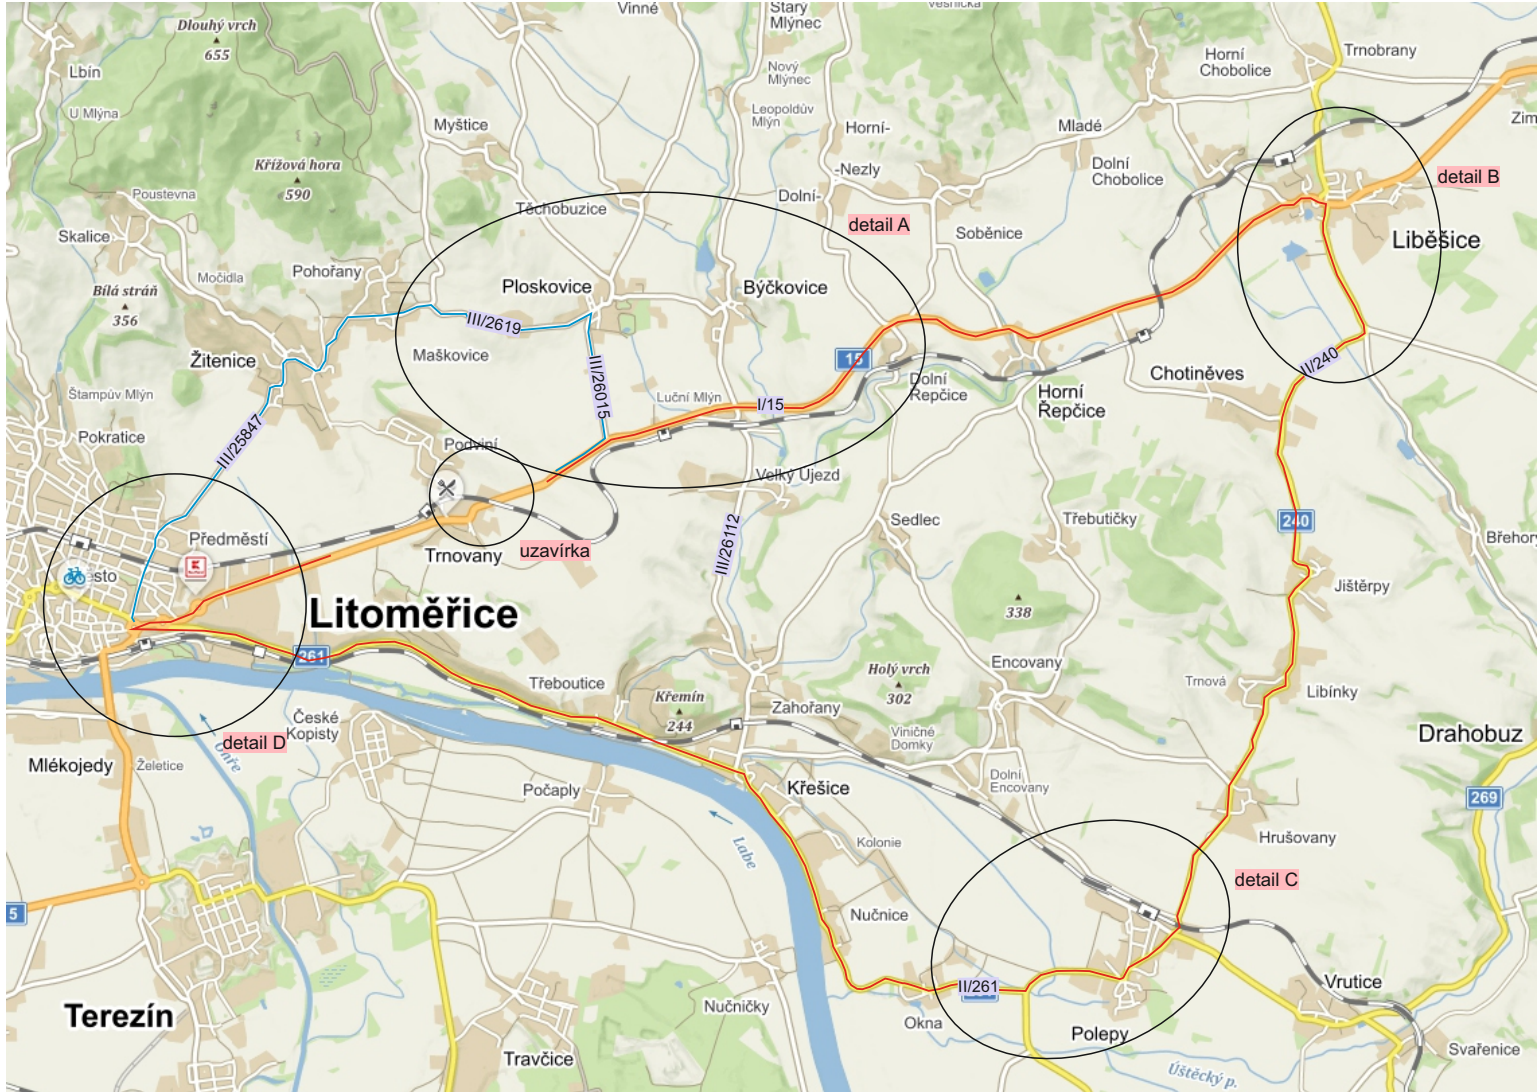 Dlouhý vrch
655
Vinné
Starý
Mlýnec
Trnobrany
Horní
Chobolice
Lbín
Nový
Mlýnec
U Mlýna
Leopoldův
Mlýn
Myštice
Horní-
Mladé
Zim
Křížová hora
590
-Nezly
Dolní
Chobolice
detail B
Poustevna
Dolní-
Těchobuzice
detail A
Skalice
Soběnice
Liběšice
Močidla
Pohořany
Ploskovice
Býčkovice
Bílá stráň
356
III/2619
Maškovice
15
Žitenice
II/240
Dolní
Řepčice
Chotiněves
III/26015
Štampův Mlýn
Luční Mlýn
I/15
Horní
Řepčice
Pokratice
III/25847
Podviní
Velký Újezd
Sedlec
Třebutičky
240
Předměstí
Trnovany
uzavírka
III/26112
Břehory
ěsto
Jištěrpy
Litoměřice
338
261
Třeboutice
Holý vrch
302
Encovany
Trnová
Libínky
Křemín
244
České
Kopisty
Zahořany
detail D
Viničné
Domky
Drahobuz
Mlékojedy
Želetice
Ohře
Počaply
Křešice
Dolní
Encovany
269
Labe
Kolonie
Hrušovany
detail C
5
Nučnice
II/261
Vrutice
Terezín
Nučničky
Okna
Polepy
Travčice
Svařenice
Úštěcký p.